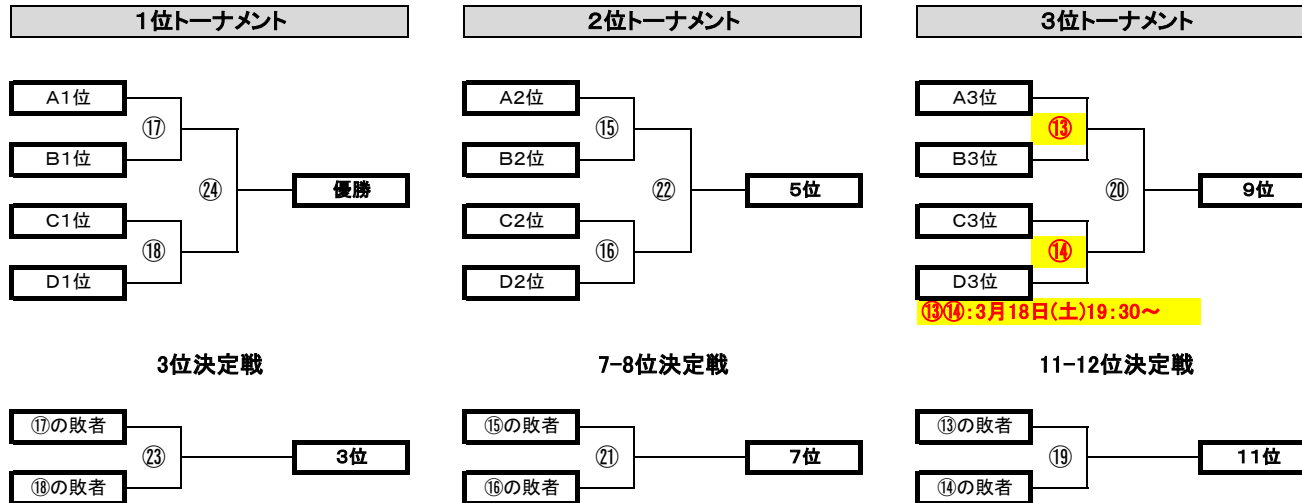 1位トーナメント
2位トーナメント
3位トーナメント
A1位
⑰
B1位
㉔
優勝
C1位
⑱
D1位
A2位
⑮
B2位
㉒
5位
C2位
⑯
D2位
A3位
⑬
B3位
⑳
9位
C3位
⑭
D3位
⑬⑭:3月18日(土)19:30～
3位決定戦
7-8位決定戦
11-12位決定戦
⑰の敗者
㉓
3位
⑱の敗者
⑮の敗者
㉑
7位
⑯の敗者
⑬の敗者
⑲
11位
⑭の敗者